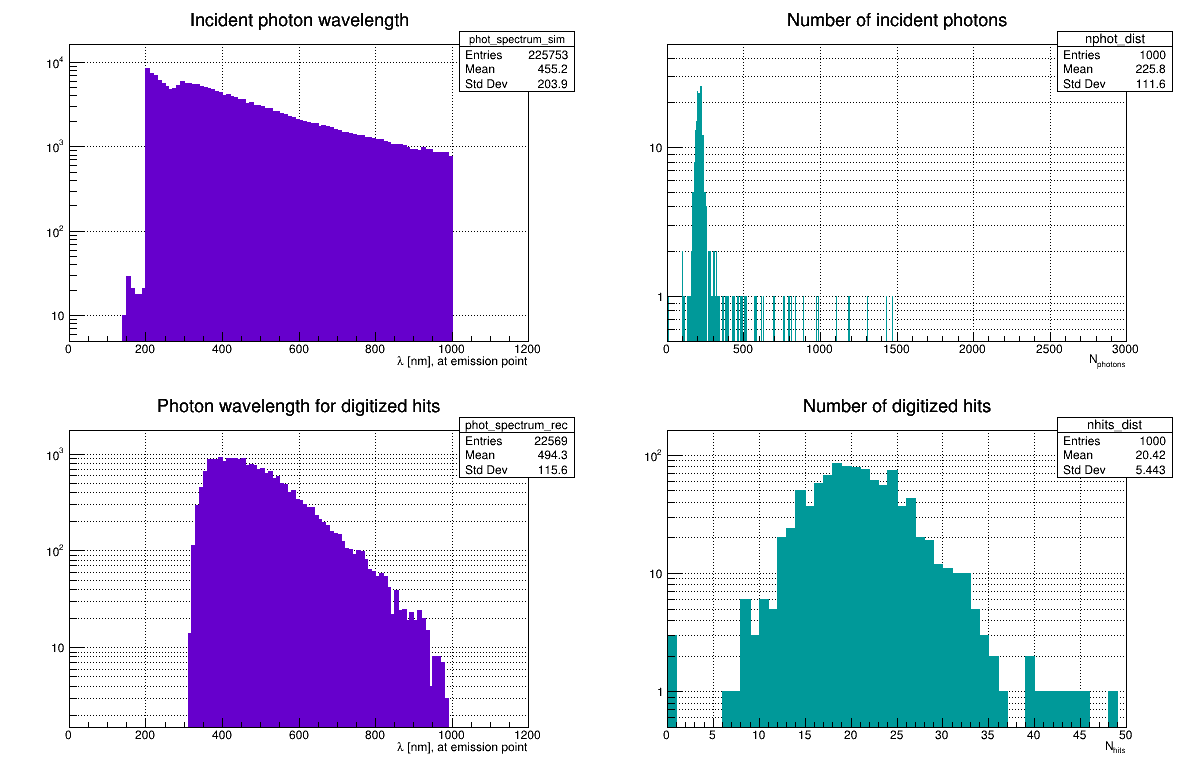 Incident photon wavelength
phot_spectrum_sim
Entries 225753
Mean 455.2
Std Dev 203.9
10^4
10^3
10^2
10
0 200 400 600 800 1000 1200
λ [nm], at emission point
Number of incident photons
nphot_dist
Entries 1000
Mean 225.8
Std Dev 111.6
10
1
0 500 1000 1500 2000 2500 3000
N_photons
Photon wavelength for digitized hits
phot_spectrum_rec
Entries 22569
Mean 494.3
Std Dev 115.6
10^3
10^2
10
0 200 400 600 800 1000 1200
λ [nm], at emission point
Number of digitized hits
nhits_dist
Entries 1000
Mean 20.42
Std Dev 5.443
10^2
10
1
0 5 10 15 20 25 30 35 40 45 50
N_hits